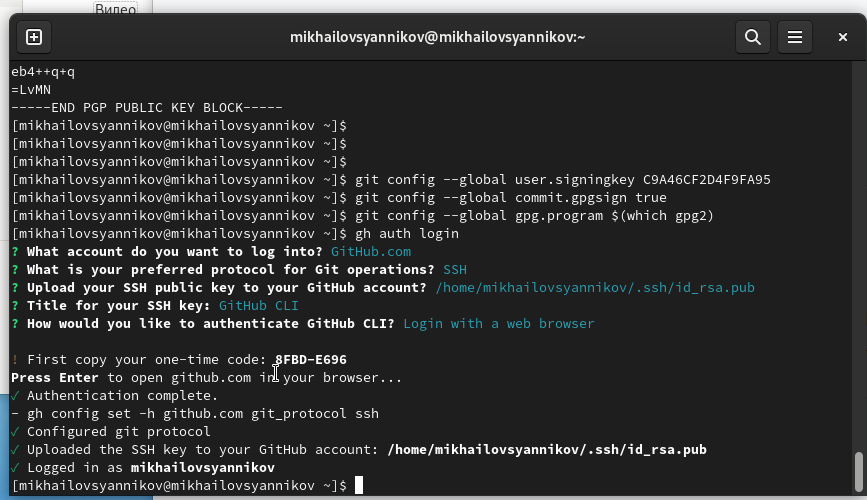 Видео
mikhailovsyannikov@mikhailovsyannikov:~
eb4++q+q
=LvMN
-----END PGP PUBLIC KEY BLOCK-----
[mikhailovsyannikov@mikhailovsyannikov ~]$
[mikhailovsyannikov@mikhailovsyannikov ~]$
[mikhailovsyannikov@mikhailovsyannikov ~]$
[mikhailovsyannikov@mikhailovsyannikov ~]$ git config --global user.signingkey C9A46CF2D4F9FA95
[mikhailovsyannikov@mikhailovsyannikov ~]$ git config --global commit.gpgsign true
[mikhailovsyannikov@mikhailovsyannikov ~]$ git config --global gpg.program $(which gpg2)
[mikhailovsyannikov@mikhailovsyannikov ~]$ gh auth login
? What account do you want to log into? GitHub.com
? What is your preferred protocol for Git operations? SSH
? Upload your SSH public key to your GitHub account? /home/mikhailovsyannikov/.ssh/id_rsa.pub
? Title for your SSH key: GitHub CLI
? How would you like to authenticate GitHub CLI? Login with a web browser
! First copy your one-time code: 8FBD-E696
Press Enter to open github.com in your browser...
✓ Authentication complete.
- gh config set -h github.com git_protocol ssh
✓ Configured git protocol
✓ Uploaded the SSH key to your GitHub account: /home/mikhailovsyannikov/.ssh/id_rsa.pub
✓ Logged in as mikhailovsyannikov
[mikhailovsyannikov@mikhailovsyannikov ~]$